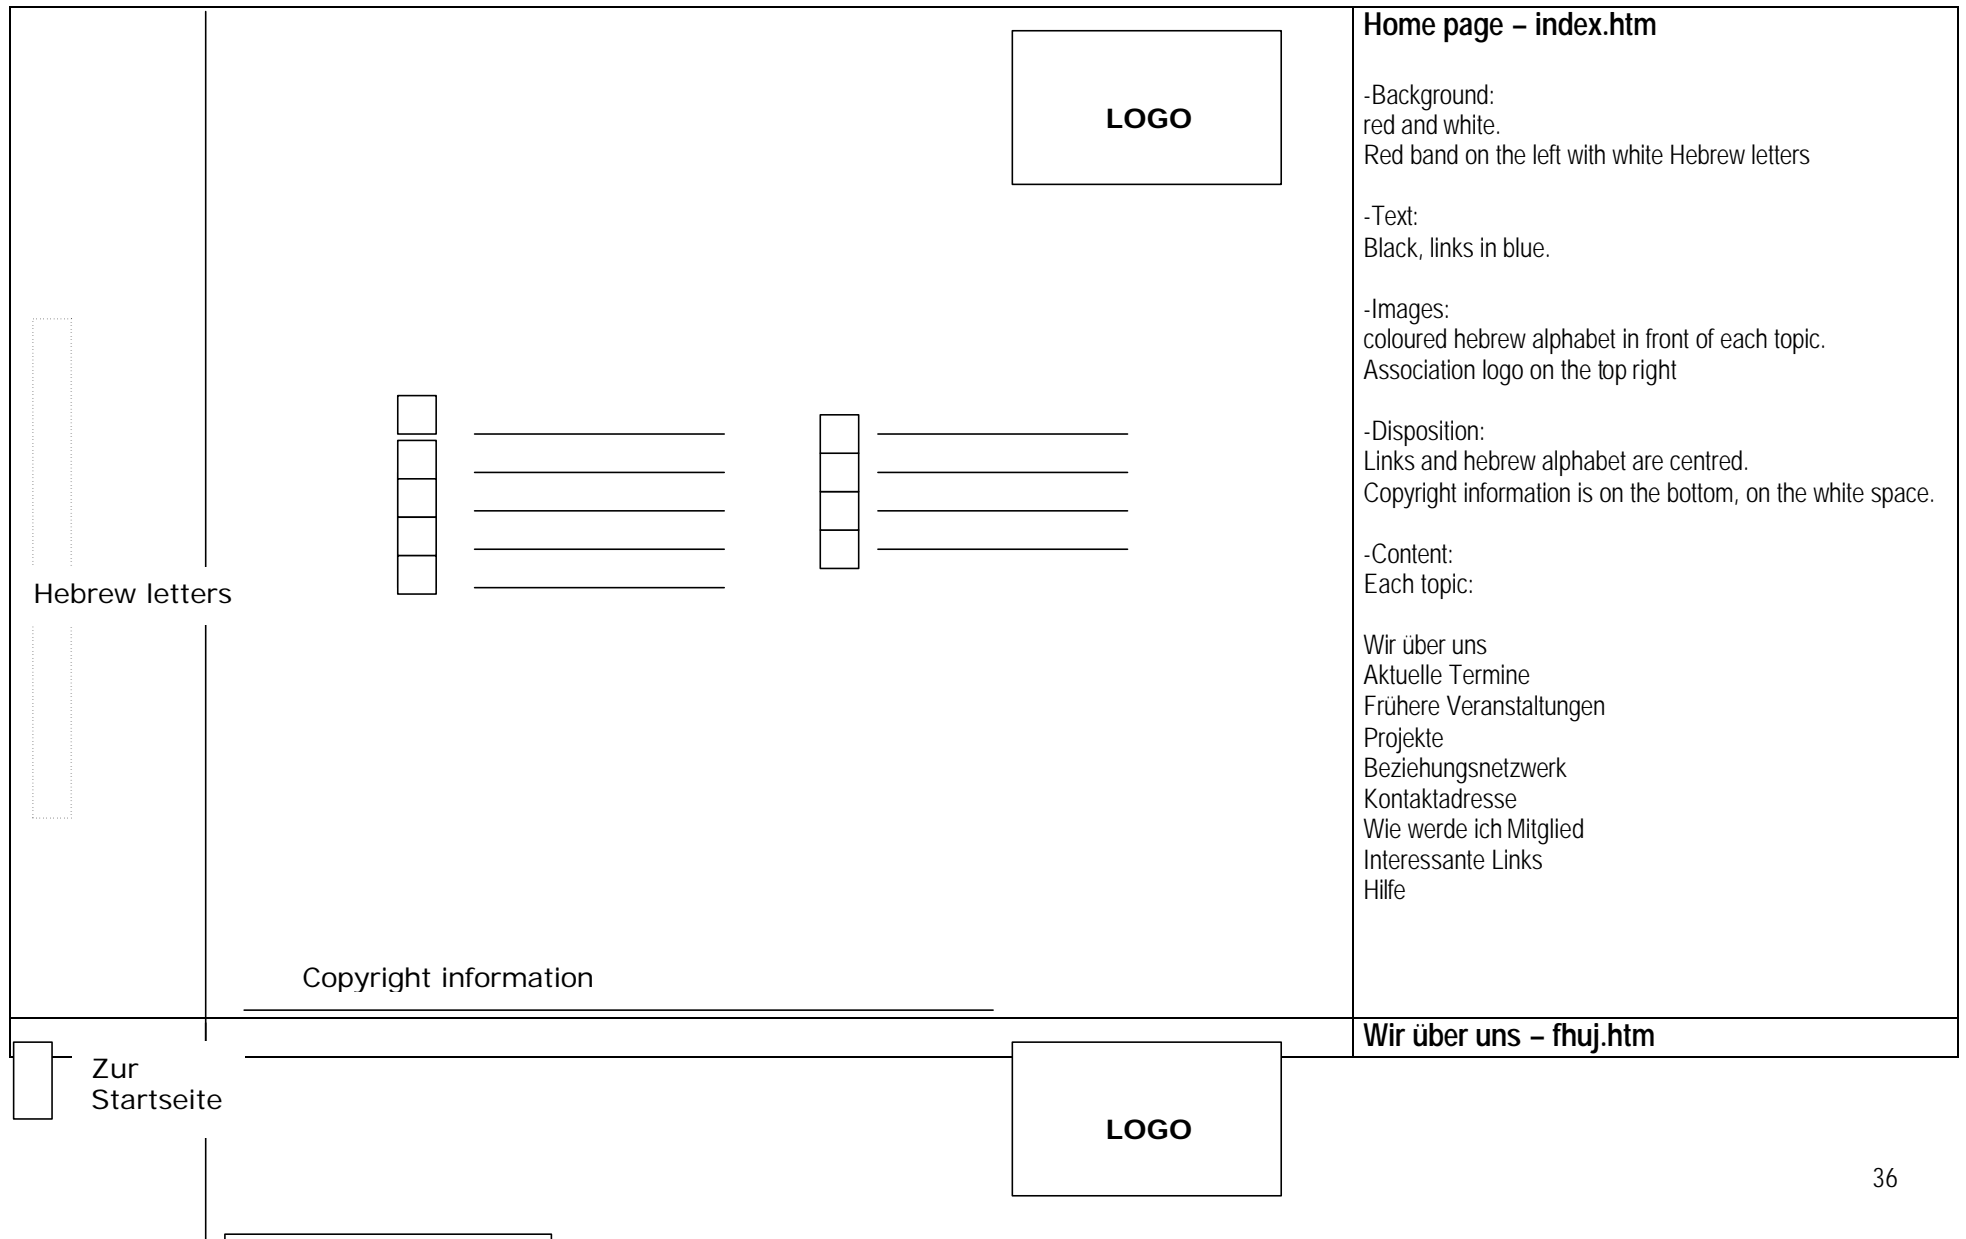 LOGO
Hebrew letters
Copyright information
Home page – index.htm
-Background:
red and white.
Red band on the left with white Hebrew letters
-Text:
Black, links in blue.
-Images:
coloured hebrew alphabet in front of each topic.
Association logo on the top right
-Disposition:
Links and hebrew alphabet are centred.
Copyright information is on the bottom, on the white space.
-Content:
Each topic:
Wir über uns
Aktuelle Termine
Frühere Veranstaltungen
Projekte
Beziehungsnetzwerk
Kontaktadresse
Wie werde ich Mitglied
Interessante Links
Hilfe
Wir über uns – fhuj.htm
Zur
Startseite
LOGO
36